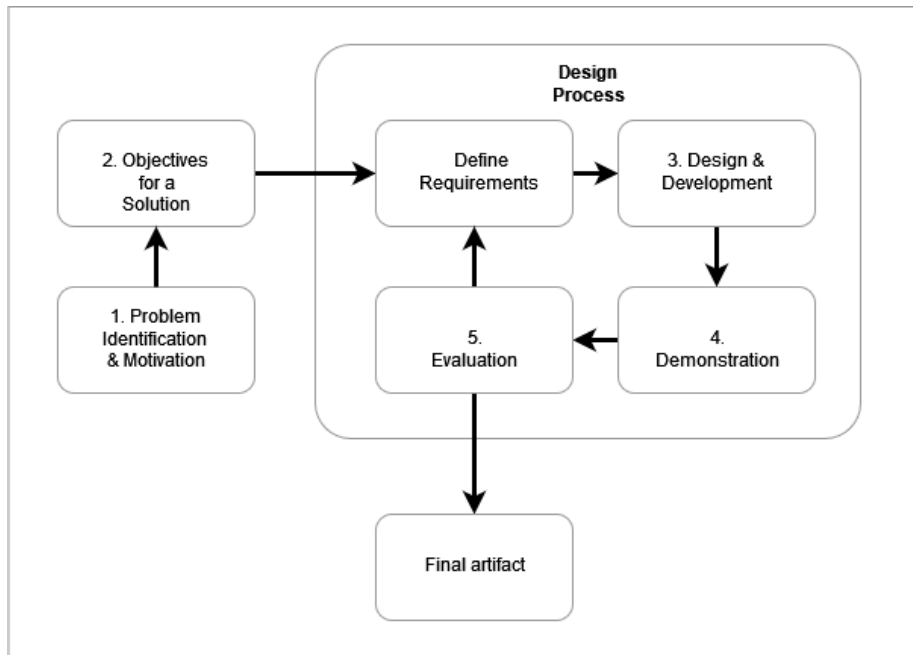 Design
Process
2. Objectives
for a
Solution
Define
Requirements
3. Design &
Development
1. Problem
Identification
& Motivation
5.
Evaluation
4.
Demonstration
Final artifact